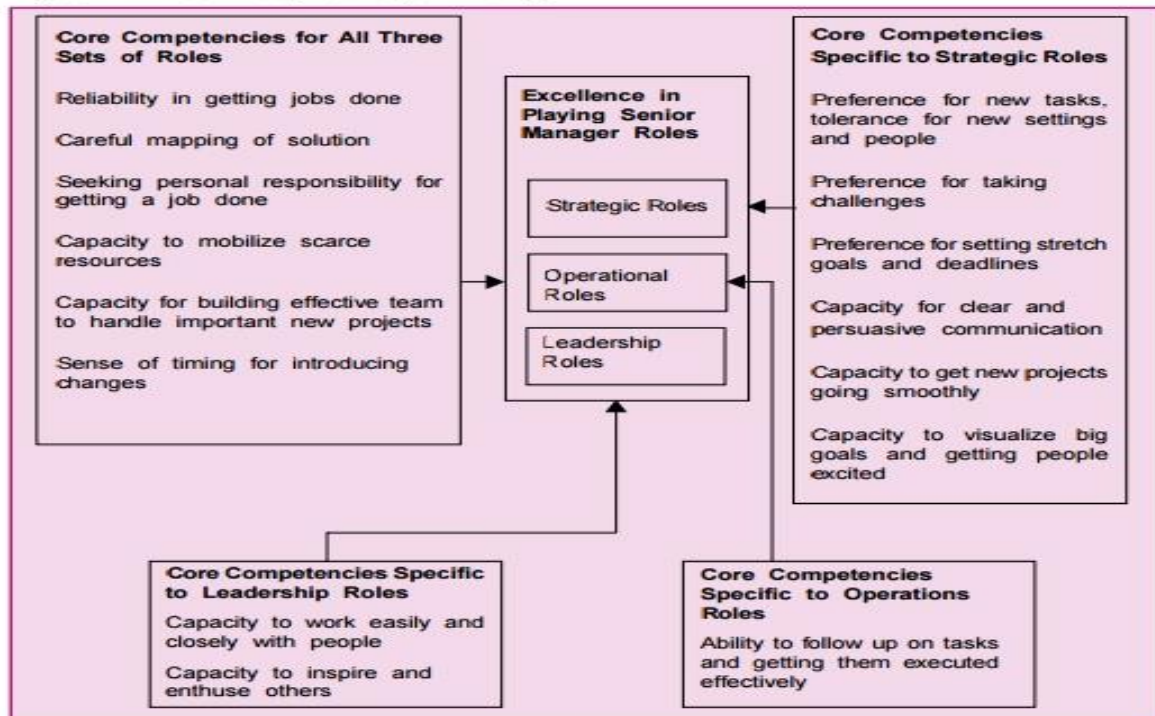 Core Competencies for All Three
Sets of Roles
Reliability in getting jobs done
Careful mapping of solution
Seeking personal responsibility for
getting a job done
Capacity to mobilize scarce
resources
Capacity for building effective team
to handle important new projects
Sense of timing for introducing
changes
Excellence in
Playing Senior
Manager Roles
Strategic Roles
Operational
Roles
Leadership
Roles
Core Competencies
Specific to Strategic Roles
Preference for new tasks,
tolerance for new settings
and people
Preference for taking
challenges
Preference for setting stretch
goals and deadlines
Capacity for clear and
persuasive communication
Capacity to get new projects
going smoothly
Capacity to visualize big
goals and getting people
excited
Core Competencies Specific
to Leadership Roles
Capacity to work easily and
closely with people
Capacity to inspire and
enthuse others
Core Competencies
Specific to Operations
Roles
Ability to follow up on tasks
and getting them executed
effectively